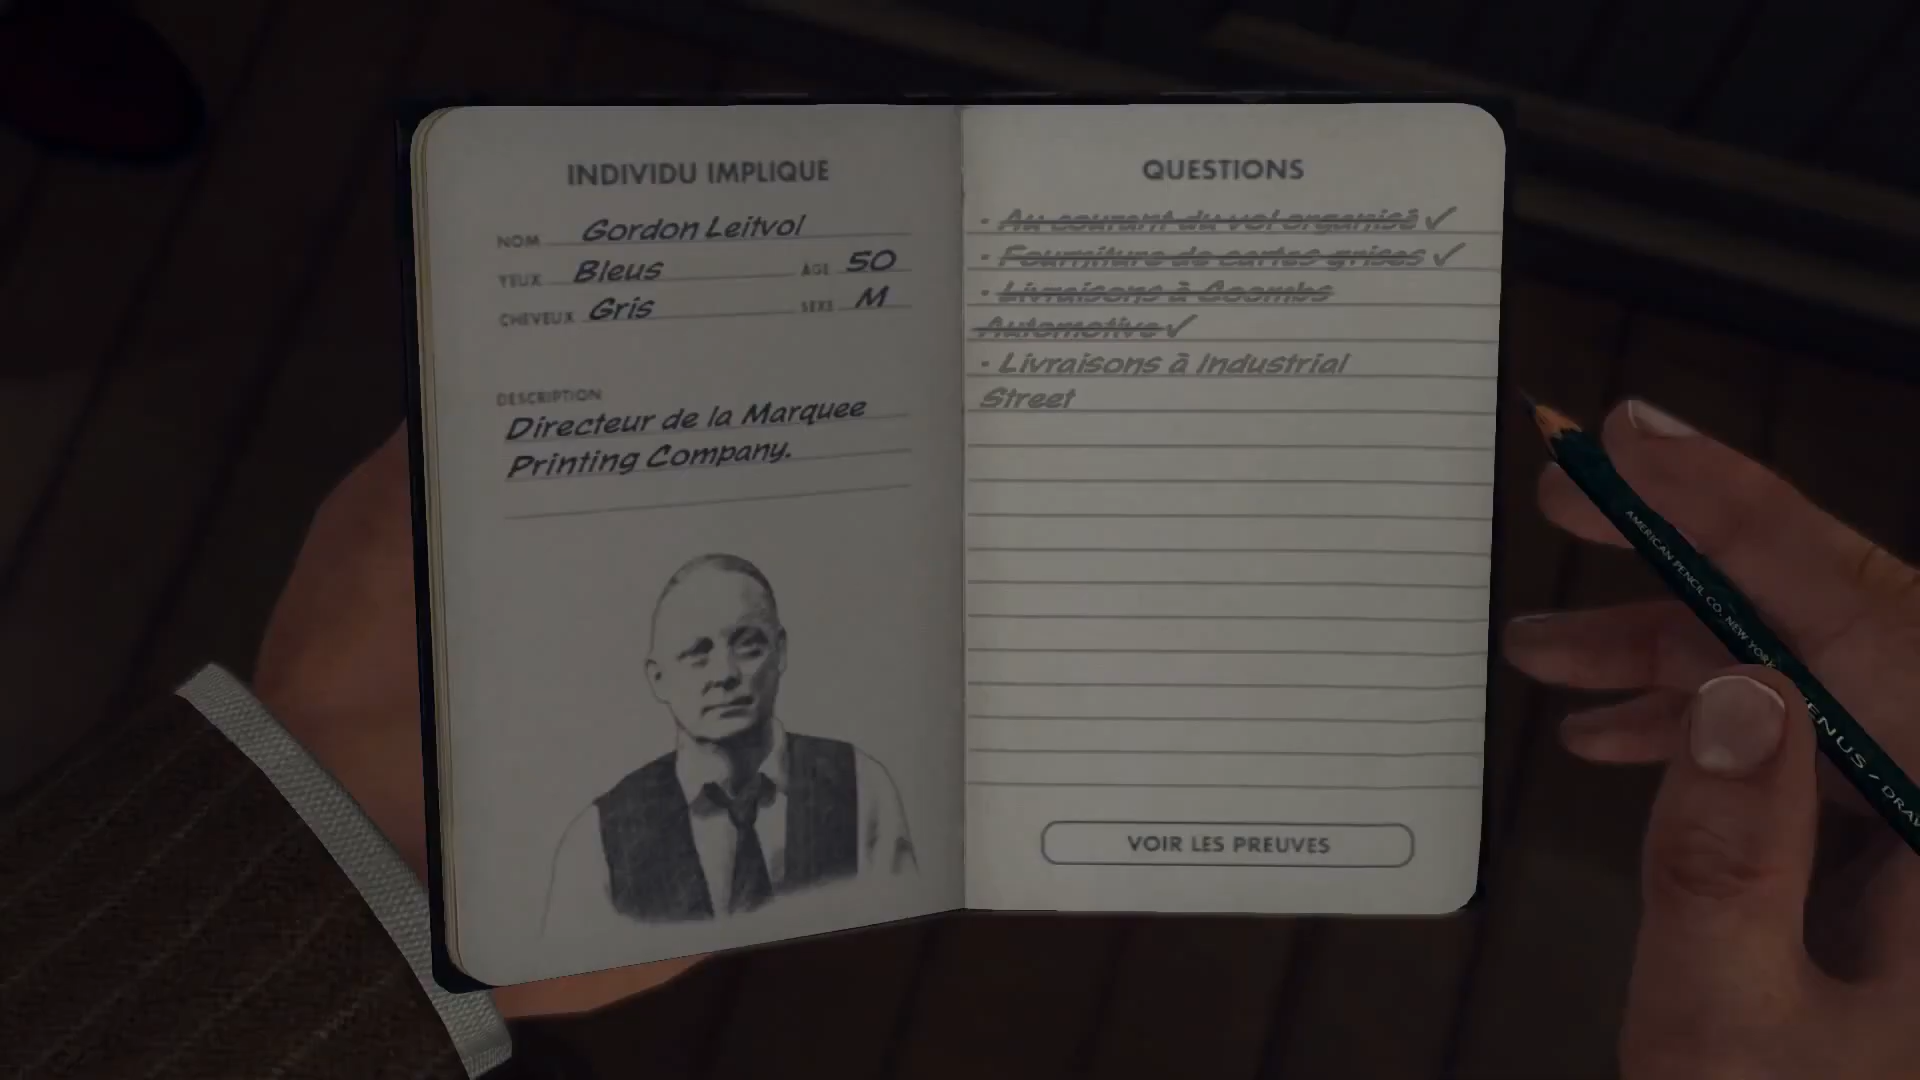 INDIVIDU IMPLIQUE
NOM Gordon Leitvol
YEUX Bleus AGE 50
CHEVEUX Gris SEXE M
DESCRIPTION
Directeur de la Marquee
Printing Company.
QUESTIONS
- Au courant du vol organisé ✓
- Fourniture de cartes grises ✓
- Livraisons à Coombs
Automotive ✓
- Livraisons à Industrial
Street
VOIR LES PREUVES
AMERICAN PENCIL CO. NEW YORK
VENUS / DRAW